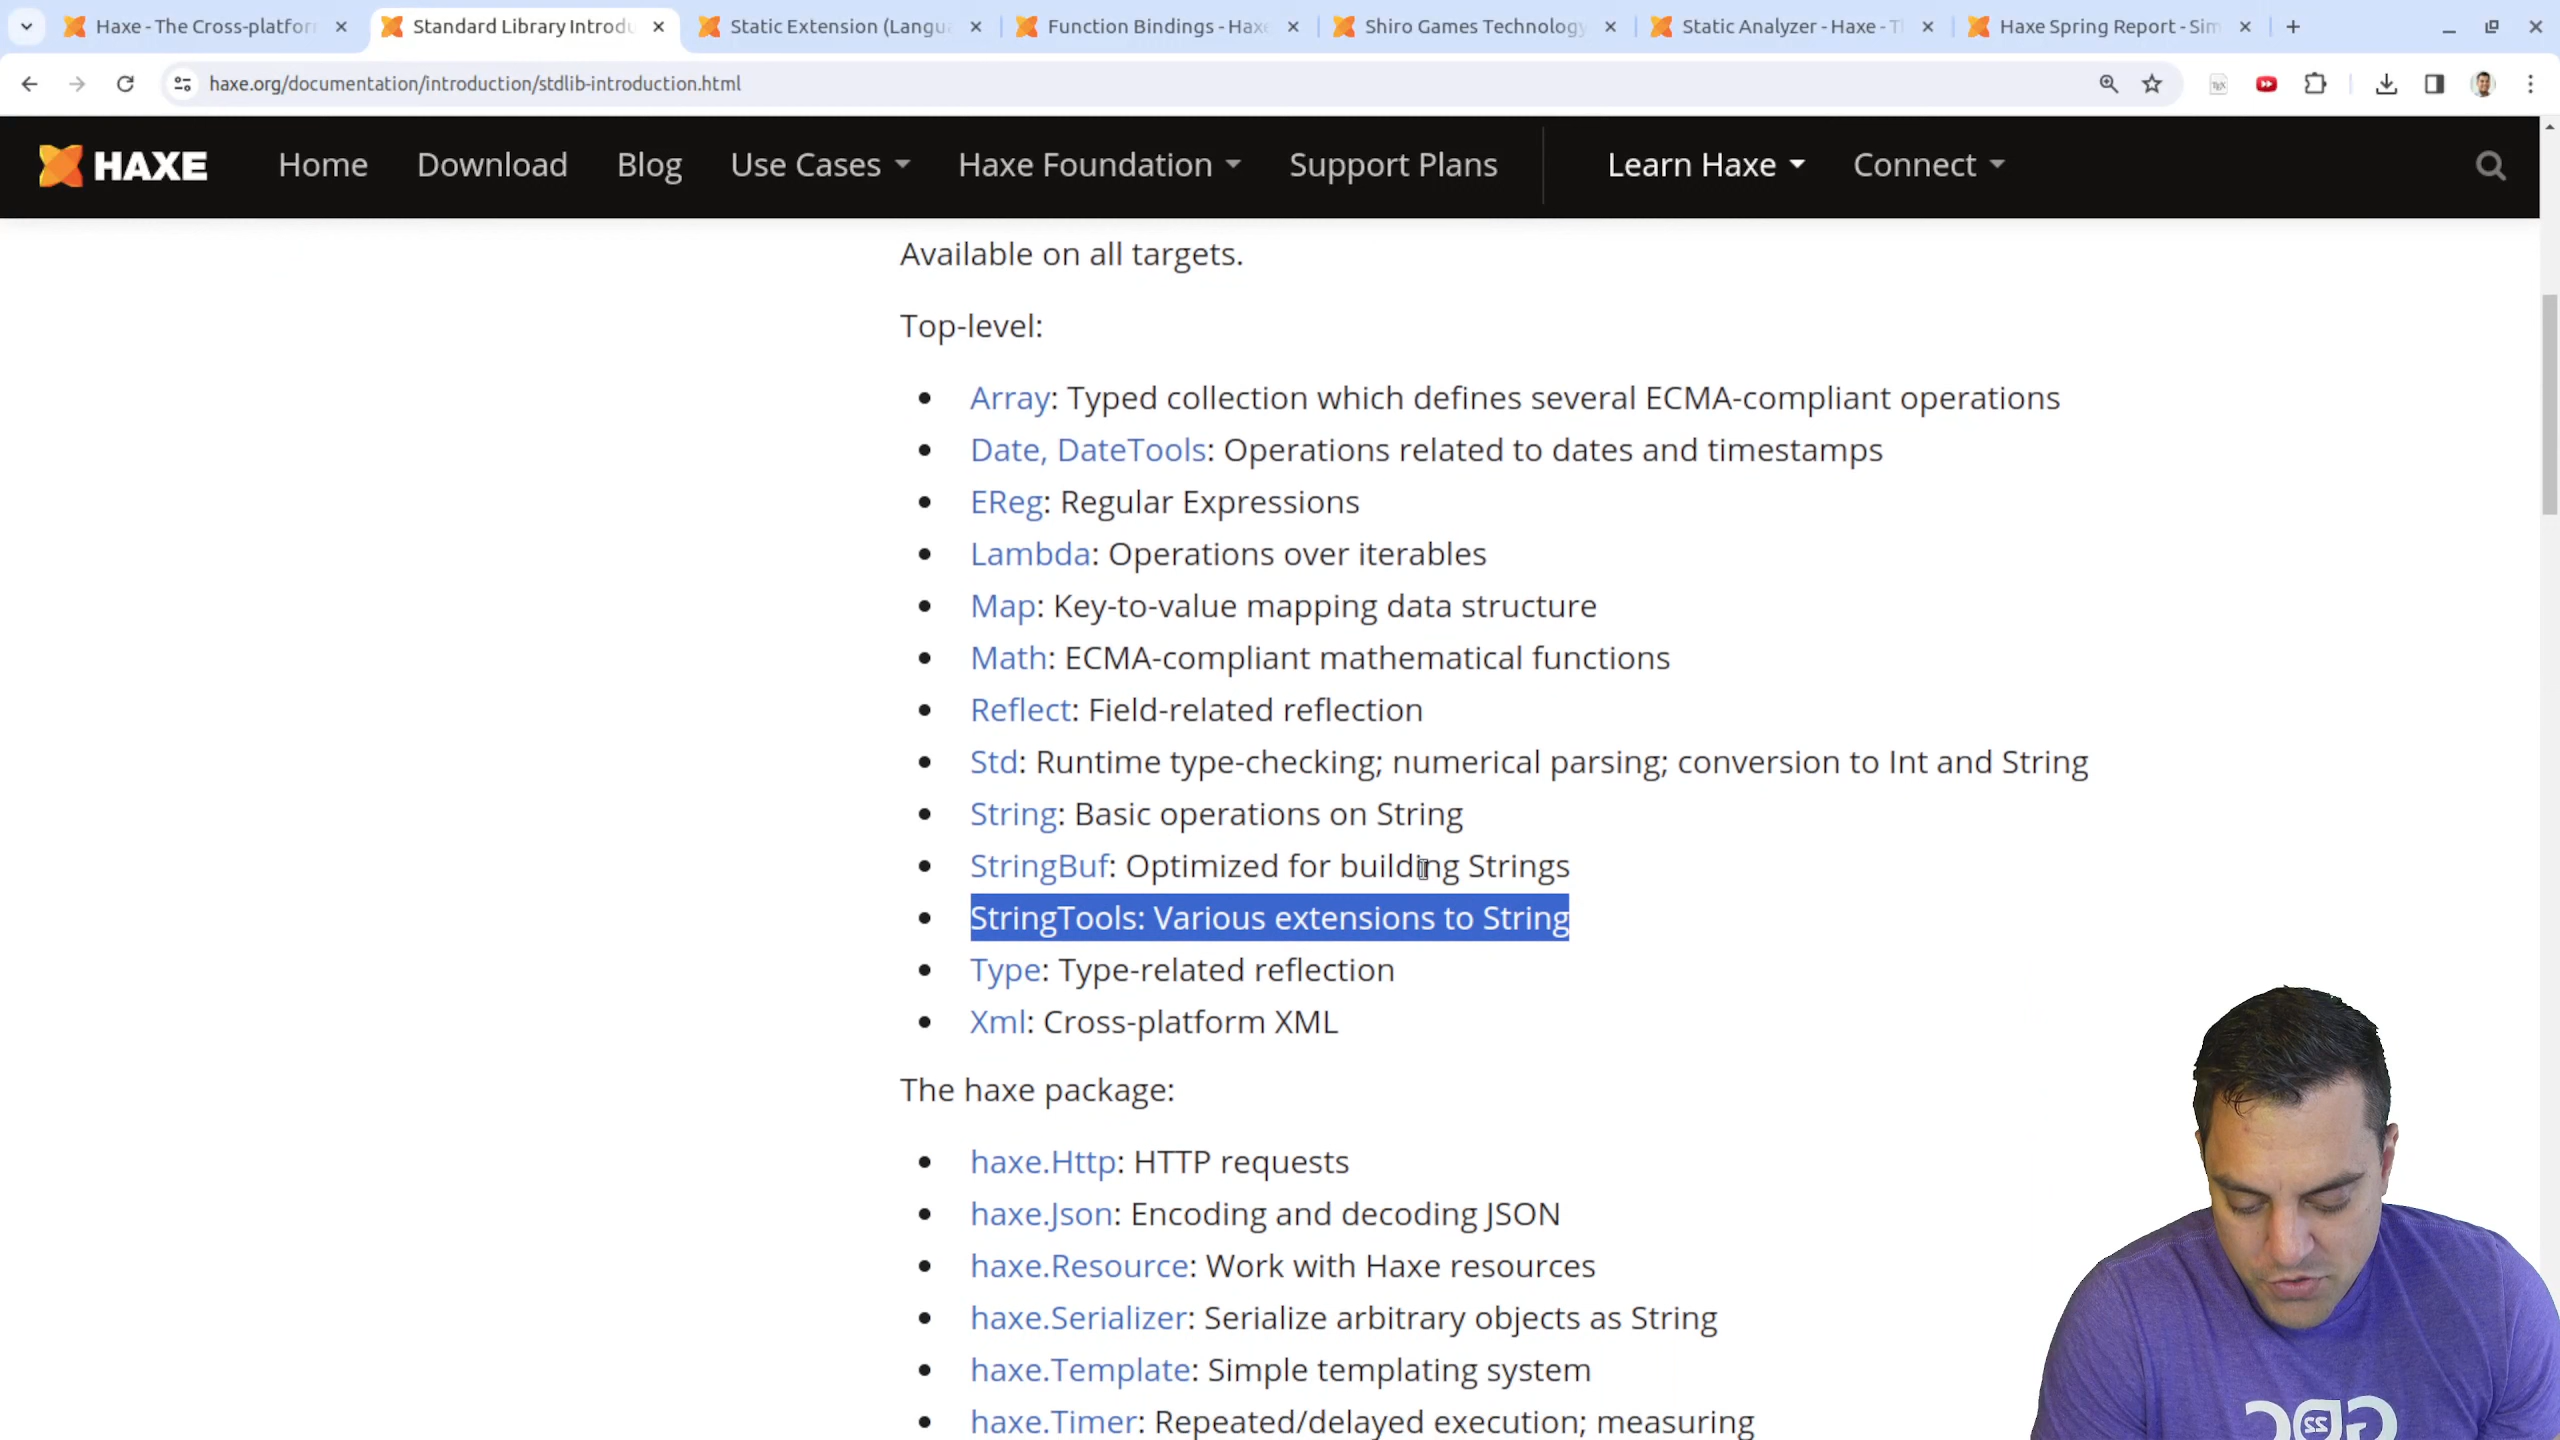 Haxe - The Cross-platfor
Standard Library Introdu
Static Extension (Langua
Function Bindings - Haxe
Shiro Games Technology
Static Analyzer - Haxe - T
Haxe Spring Report - Sim
haxe.org/documentation/introduction/stdlib-introduction.html
HAXE
Home
Download
Blog
Use Cases
Haxe Foundation
Support Plans
Learn Haxe
Connect
Available on all targets.
Top-level:
Array: Typed collection which defines several ECMA-compliant operations
Date, DateTools: Operations related to dates and timestamps
EReg: Regular Expressions
Lambda: Operations over iterables
Map: Key-to-value mapping data structure
Math: ECMA-compliant mathematical functions
Reflect: Field-related reflection
Std: Runtime type-checking; numerical parsing; conversion to Int and String
String: Basic operations on String
StringBuf: Optimized for building Strings
StringTools: Various extensions to String
Type: Type-related reflection
Xml: Cross-platform XML
The haxe package:
haxe.Http: HTTP requests
haxe.Json: Encoding and decoding JSON
haxe.Resource: Work with Haxe resources
haxe.Serializer: Serialize arbitrary objects as String
haxe.Template: Simple templating system
haxe.Timer: Repeated/delayed execution; measuring